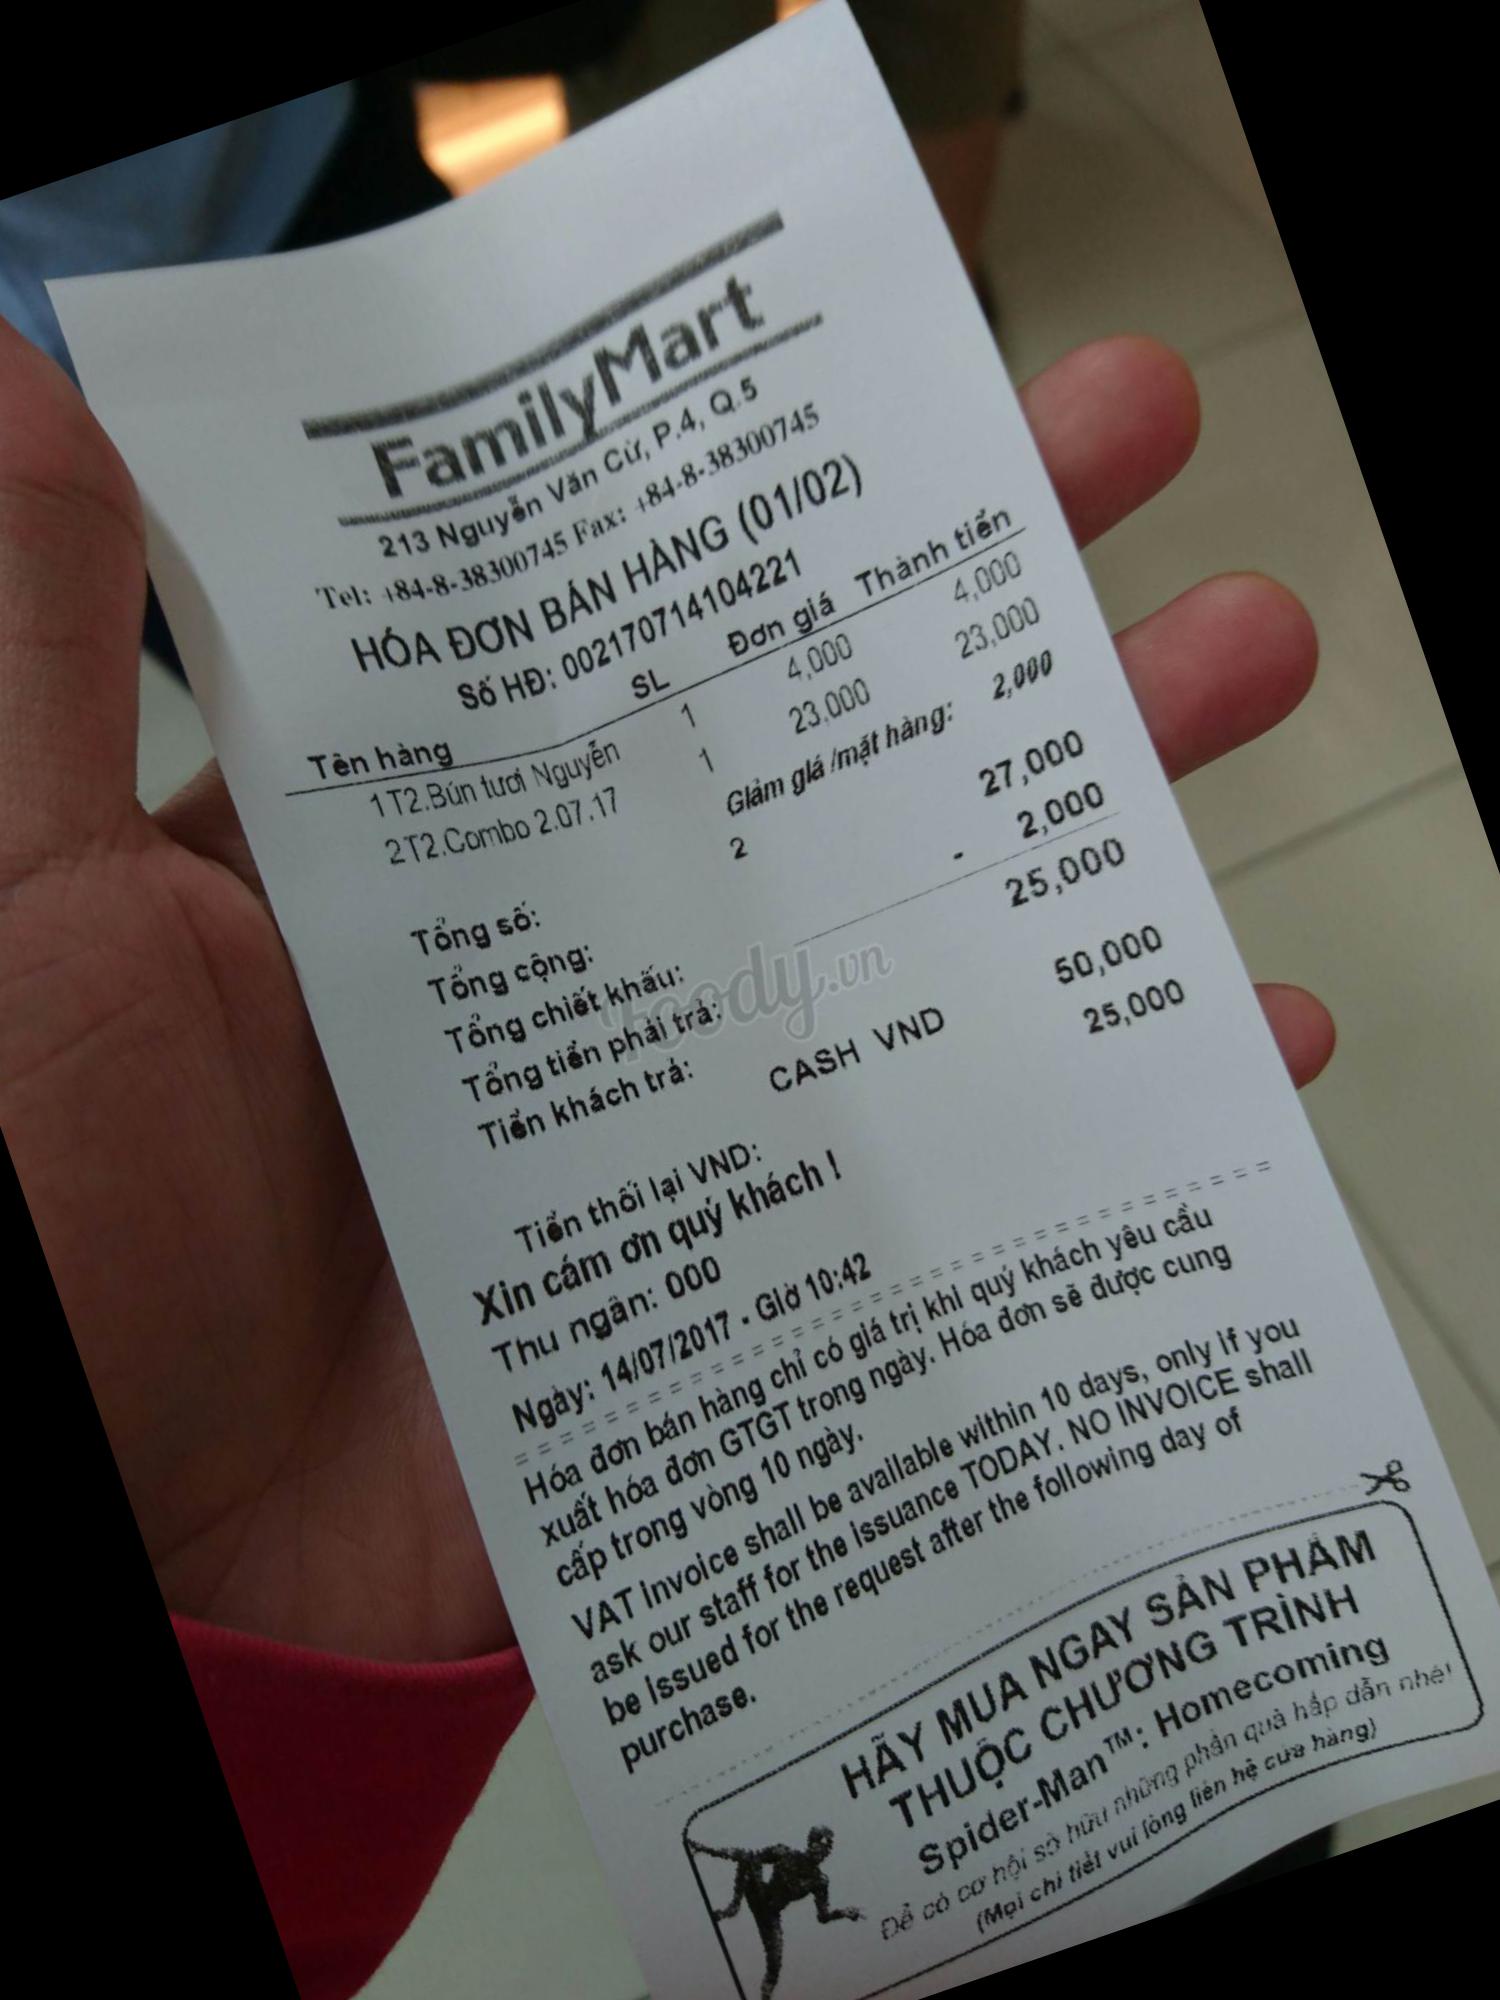 FamilyMart
213 Nguyễn Văn Cừ, P.4, Q.5
Tel: +84-8-38300745 Fax: +84-8-38300745
HÓA ĐƠN BÁN HÀNG (01/02)
Số HĐ: 002170714104221
Tên hàng SL Đơn giá Thành tiền
1T2.Bún tươi Nguyễn 1 4,000 4,000
2T2.Combo 2.07.17 1 23,000 23,000
Giảm giá /mặt hàng: 2,000
Tổng số: 2
Tổng cộng: 27,000
Tổng chiết khấu: - 2,000
Tổng tiền phải trả: 25,000
Tiền khách trả: CASH VND 50,000
Tiền thối lại VND: 25,000
Xin cám ơn quý khách !
Thu ngân: 000
Ngày: 14/07/2017 - Giờ 10:42
Hóa đơn bán hàng chỉ có giá trị khi quý khách yêu cầu
xuất hóa đơn GTGT trong ngày. Hóa đơn sẽ được cung
cấp trong vòng 10 ngày.
VAT Invoice shall be available within 10 days, only if you
ask our staff for the issuance TODAY. NO INVOICE shall
be issued for the request after the following day of
purchase.
HÃY MUA NGAY SẢN PHẨM
THUỘC CHƯƠNG TRÌNH
Spider-Man™: Homecoming
Để có cơ hội sở hữu những phần quà hấp dẫn nhé!
(Mọi chi tiết vui lòng liên hệ cửa hàng)
Foody.vn